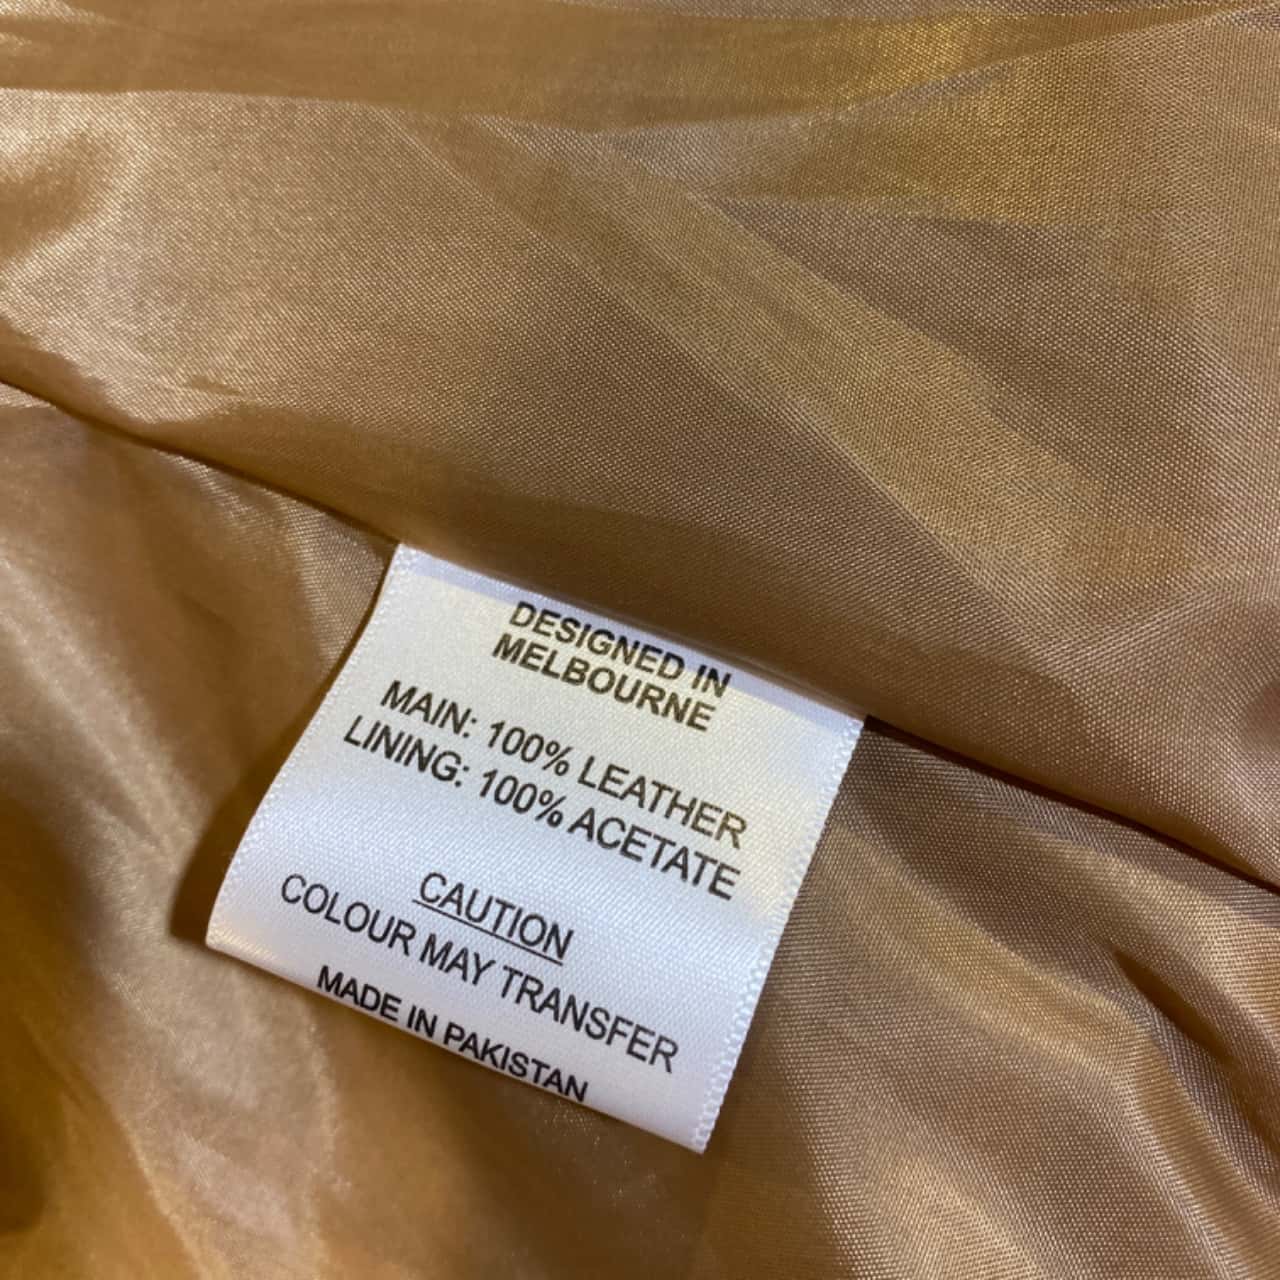 DESIGNED IN
MELBOURNE
MAIN: 100% LEATHER
LINING: 100% ACETATE
CAUTION
COLOUR MAY TRANSFER
MADE IN PAKISTAN